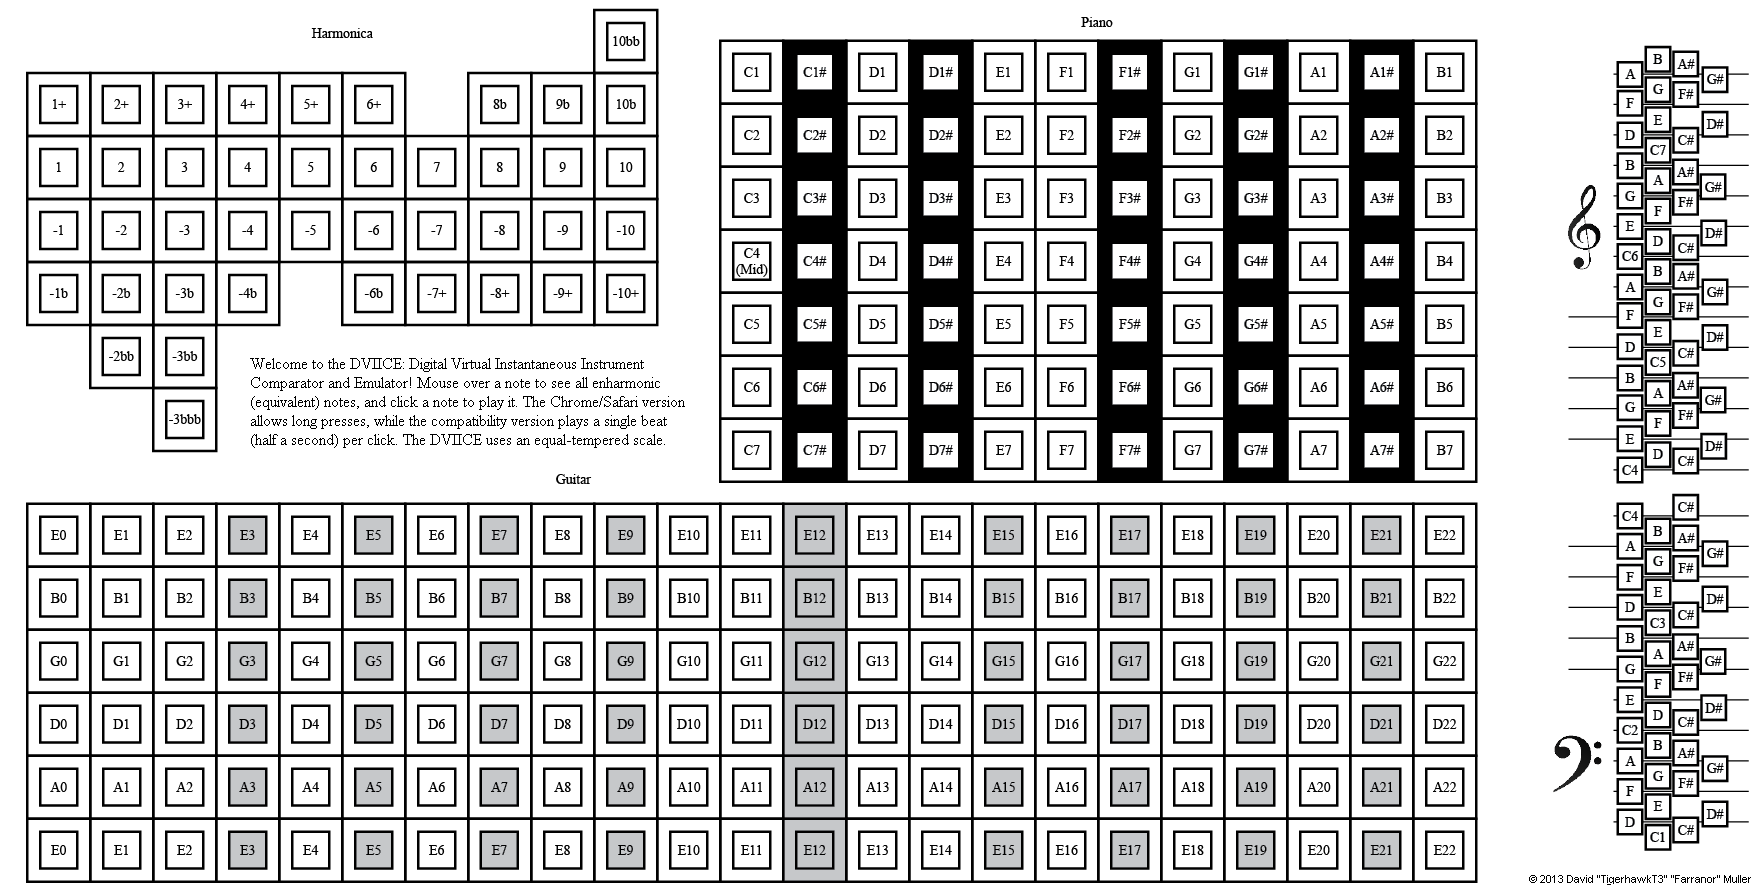 Harmonica
10bb
1+ 2+ 3+ 4+ 5+ 6+ 8b 9b 10b
1 2 3 4 5 6 7 8 9 10
-1 -2 -3 -4 -5 -6 -7 -8 -9 -10
-1b -2b -3b -4b -6b -7+ -8+ -9+ -10+
-2bb -3bb
-3bbb
Welcome to the DVIICE: Digital Virtual Instantaneous Instrument
Comparator and Emulator! Mouse over a note to see all enharmonic
(equivalent) notes, and click a note to play it. The Chrome/Safari version
allows long presses, while the compatibility version plays a single beat
(half a second) per click. The DVIICE uses an equal-tempered scale.
Piano
C1 C1# D1 D1# E1 F1 F1# G1 G1# A1 A1# B1
C2 C2# D2 D2# E2 F2 F2# G2 G2# A2 A2# B2
C3 C3# D3 D3# E3 F3 F3# G3 G3# A3 A3# B3
C4
(Mid) C4# D4 D4# E4 F4 F4# G4 G4# A4 A4# B4
C5 C5# D5 D5# E5 F5 F5# G5 G5# A5 A5# B5
C6 C6# D6 D6# E6 F6 F6# G6 G6# A6 A6# B6
C7 C7# D7 D7# E7 F7 F7# G7 G7# A7 A7# B7
Guitar
E0 E1 E2 E3 E4 E5 E6 E7 E8 E9 E10 E11 E12 E13 E14 E15 E16 E17 E18 E19 E20 E21 E22
B0 B1 B2 B3 B4 B5 B6 B7 B8 B9 B10 B11 B12 B13 B14 B15 B16 B17 B18 B19 B20 B21 B22
G0 G1 G2 G3 G4 G5 G6 G7 G8 G9 G10 G11 G12 G13 G14 G15 G16 G17 G18 G19 G20 G21 G22
D0 D1 D2 D3 D4 D5 D6 D7 D8 D9 D10 D11 D12 D13 D14 D15 D16 D17 D18 D19 D20 D21 D22
A0 A1 A2 A3 A4 A5 A6 A7 A8 A9 A10 A11 A12 A13 A14 A15 A16 A17 A18 A19 A20 A21 A22
E0 E1 E2 E3 E4 E5 E6 E7 E8 E9 E10 E11 E12 E13 E14 E15 E16 E17 E18 E19 E20 E21 E22
B A#
A G#
G F#
F
E D#
D C#
C7
B A#
A G#
G F#
F
E D#
D C#
C6
B A#
A G#
G F#
F
E D#
D C#
C5
B A#
A G#
G F#
F
E D#
D C#
C4
C#
C4
B A#
A G#
G F#
F
E D#
D C#
C3
B A#
A G#
G F#
F
E D#
D C#
C2
B A#
A G#
G F#
F
E D#
D C#
C1
© 2013 David "TigerhawkT3" "Farranor" Muller